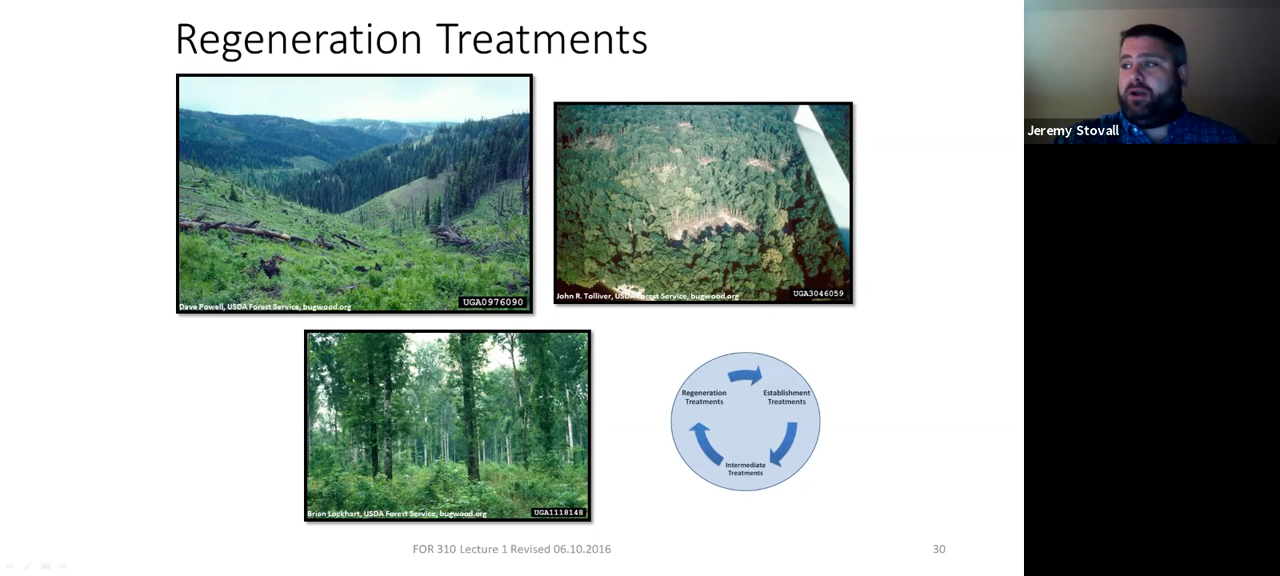 Regeneration Treatments
Dave Powell, USDA Forest Service, bugwood.org
UGA0976090
John R. Tolliver, USDA Forest Service, bugwood.org
UGA3046059
Jeremy Stovall
Brian Lockhart, USDA Forest Service, bugwood.org
UGA1118148
Regeneration
Treatments
Establishment
Treatments
Intermediate
Treatments
FOR 310 Lecture 1 Revised 06.10.2016
30